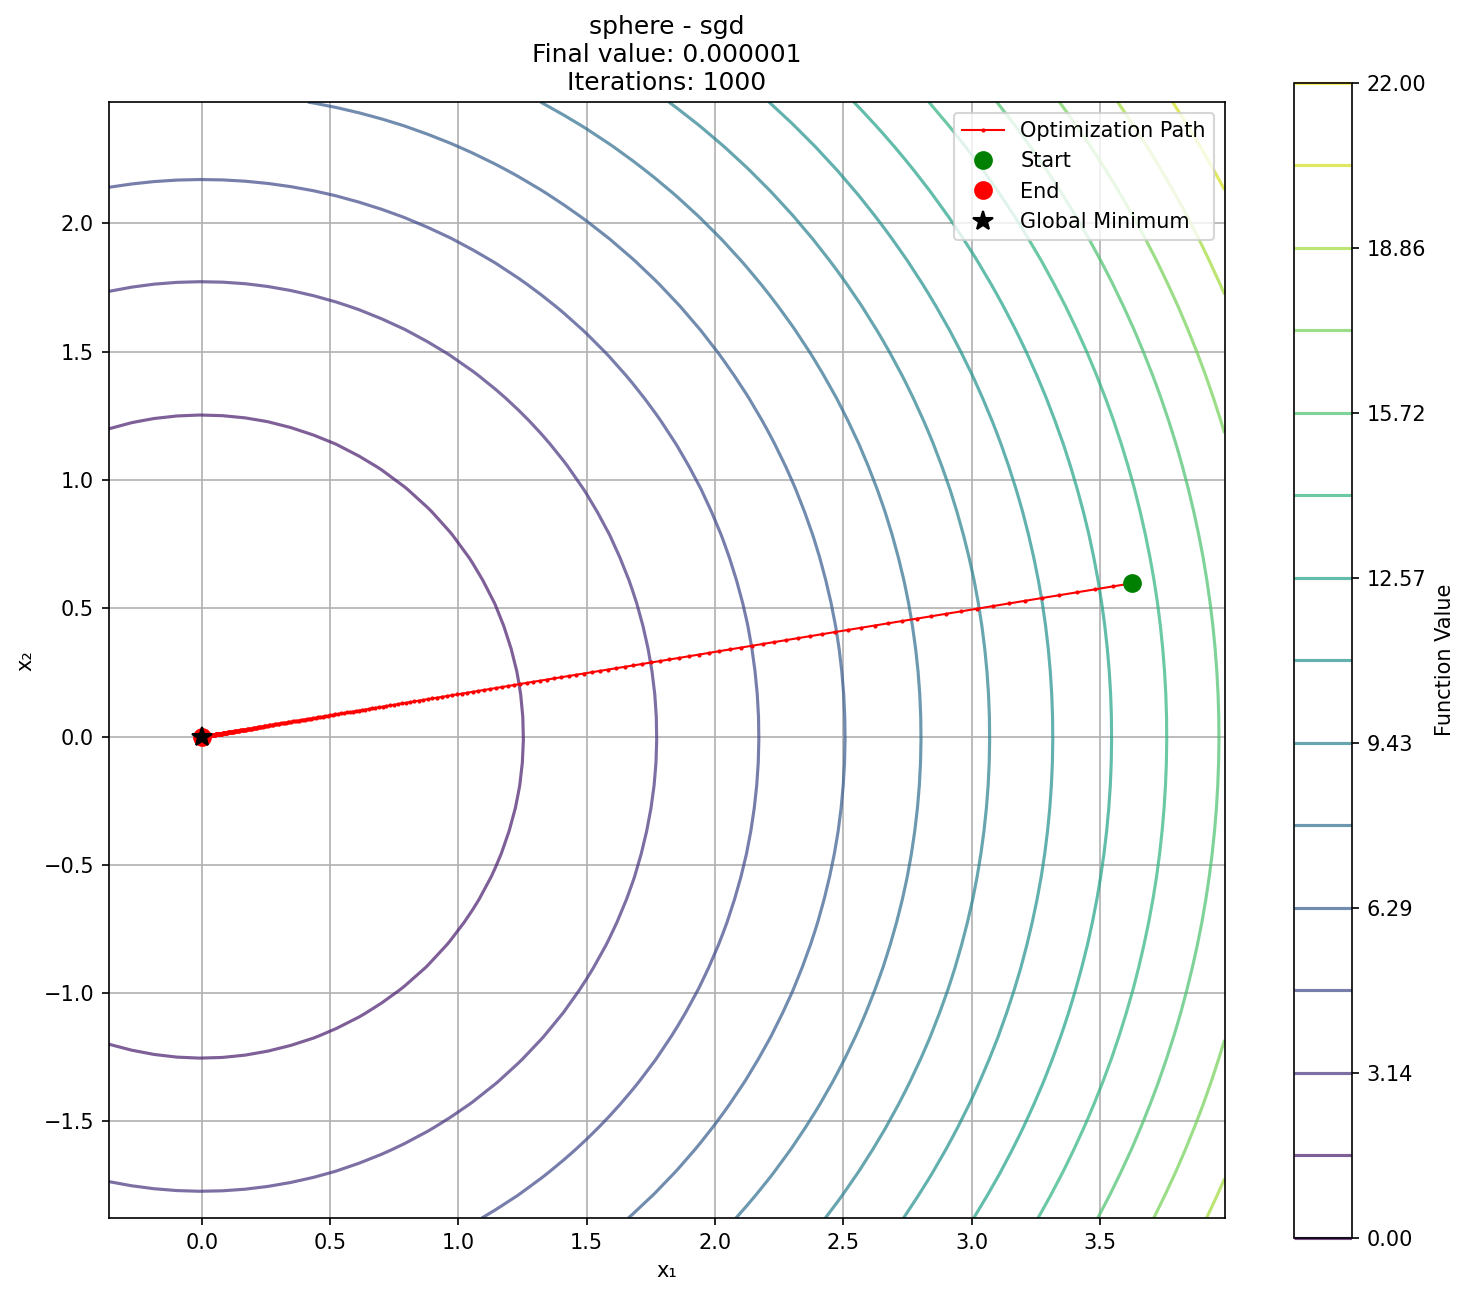 sphere - sgd
Final value: 0.000001
Iterations: 1000
Optimization Path
Start
End
Global Minimum
2.0
1.5
1.0
0.5
0.0
−0.5
−1.0
−1.5
x₂
0.0
0.5
1.0
1.5
2.0
2.5
3.0
3.5
x₁
22.00
18.86
15.72
12.57
9.43
6.29
3.14
0.00
Function Value